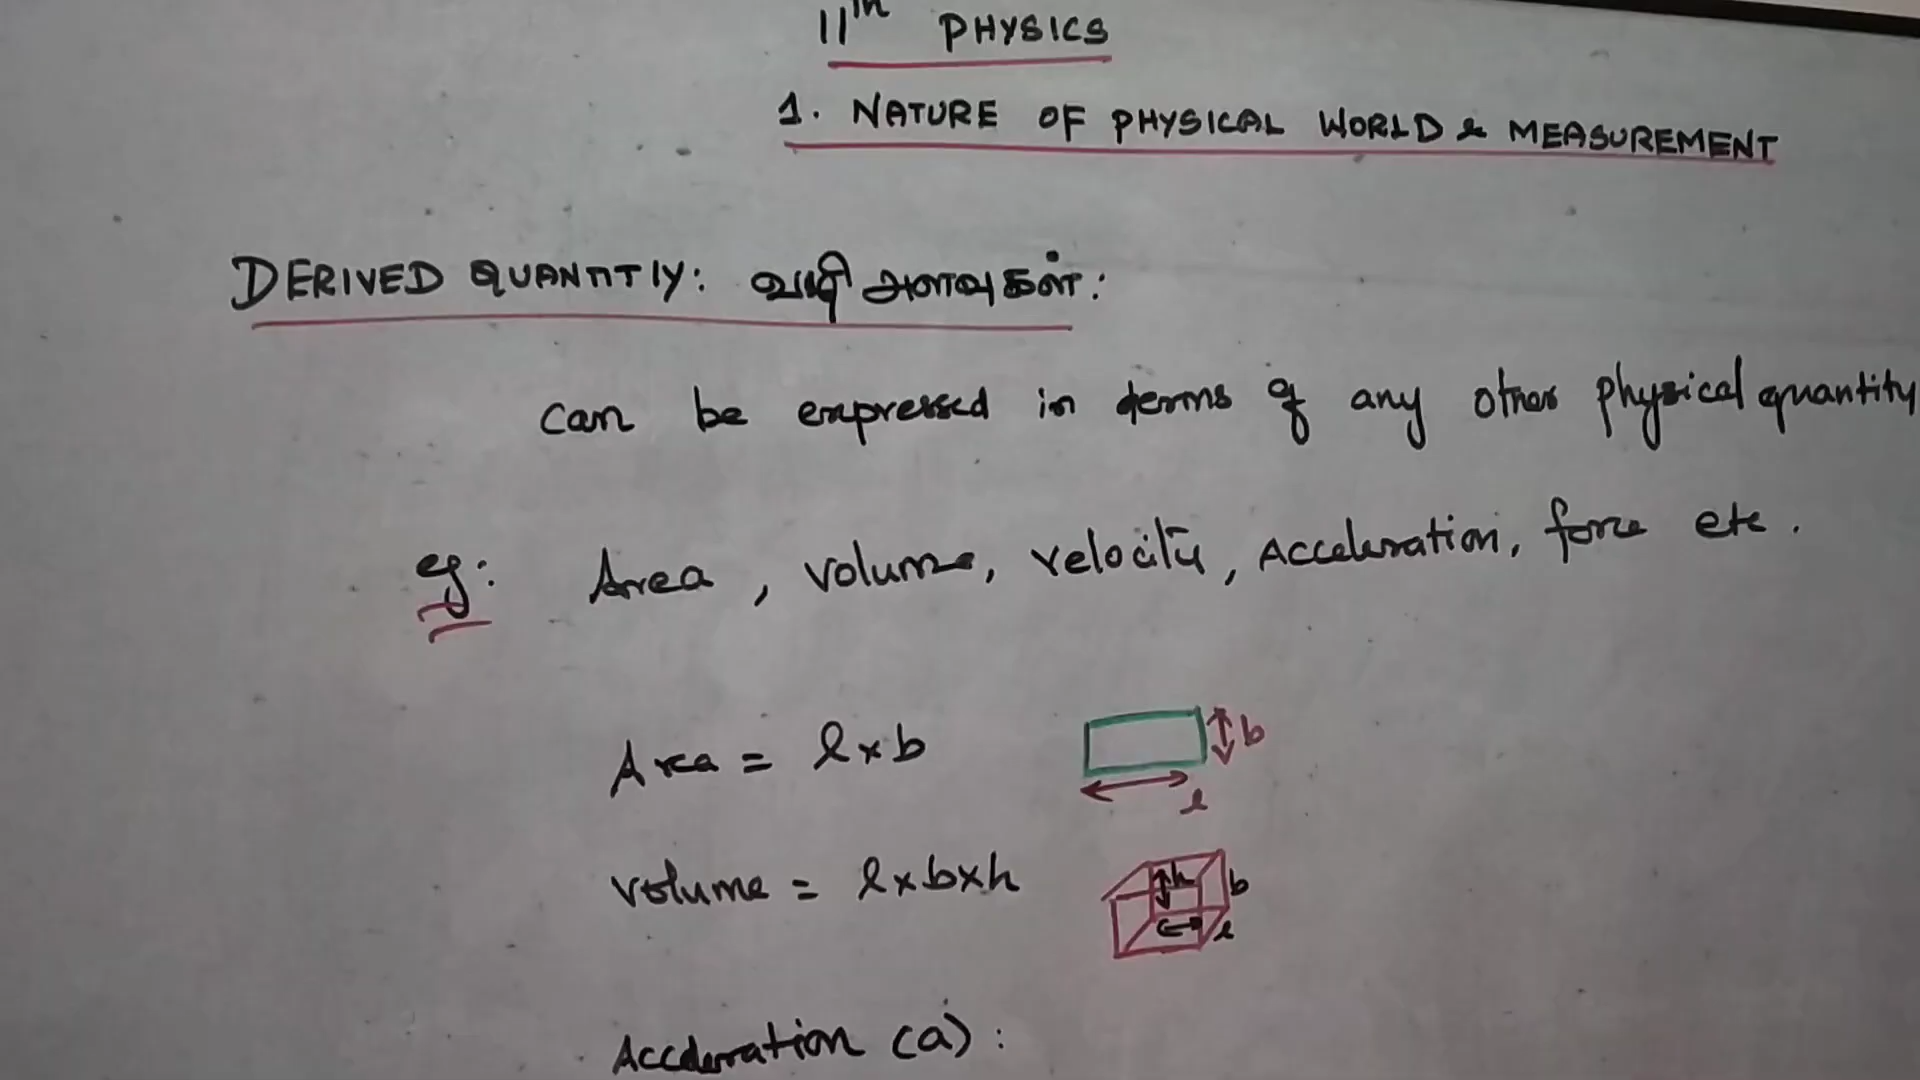 11th PHYSICS
1. NATURE OF PHYSICAL WORLD & MEASUREMENT
DERIVED QUANTITIY: வழி அளவுகள்:
can be expressed in terms of any other physical quantity
eg: Area, volume, velocity, Acceleration, force etc.
Area = l×b
b
l
volume = l×b×h
h b
l
Acceleration (a):